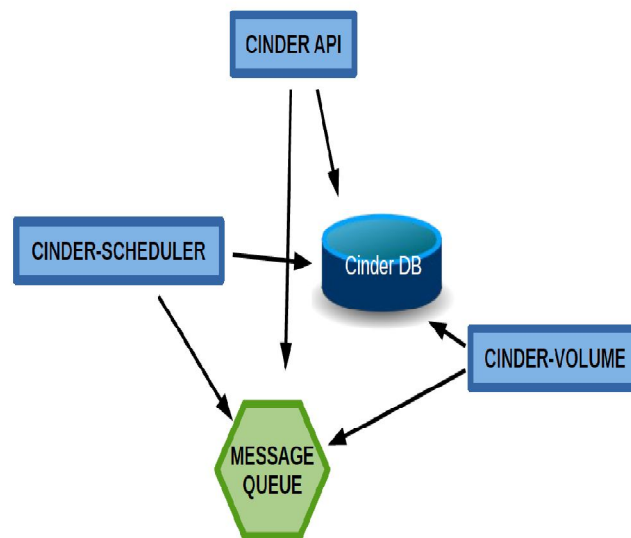 CINDER API
CINDER-SCHEDULER
Cinder DB
CINDER-VOLUME
MESSAGE
QUEUE